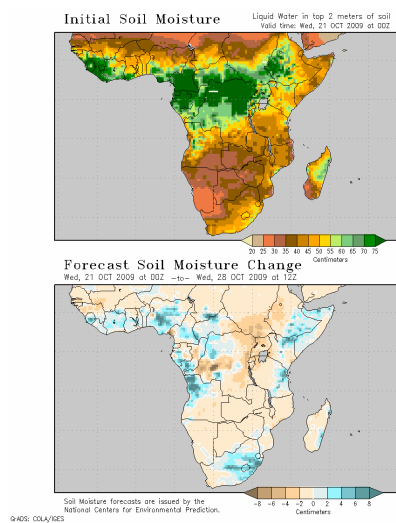 Initial Soil Moisture
Liquid Water in top 2 meters of soil
Valid time: Wed, 21 OCT 2009 at 00Z
20 25 30 35 40 45 50 55 60 65 70 75
Centimeters
Forecast Soil Moisture Change
Wed, 21 OCT 2009 at 00Z —to— Wed, 28 OCT 2009 at 12Z
Soil Moisture forecasts are issued by the
National Centers for Environmental Prediction.
-8 -6 -4 -2 0 2 4 6 8
Centimeters
GrADS: COLA/IGES